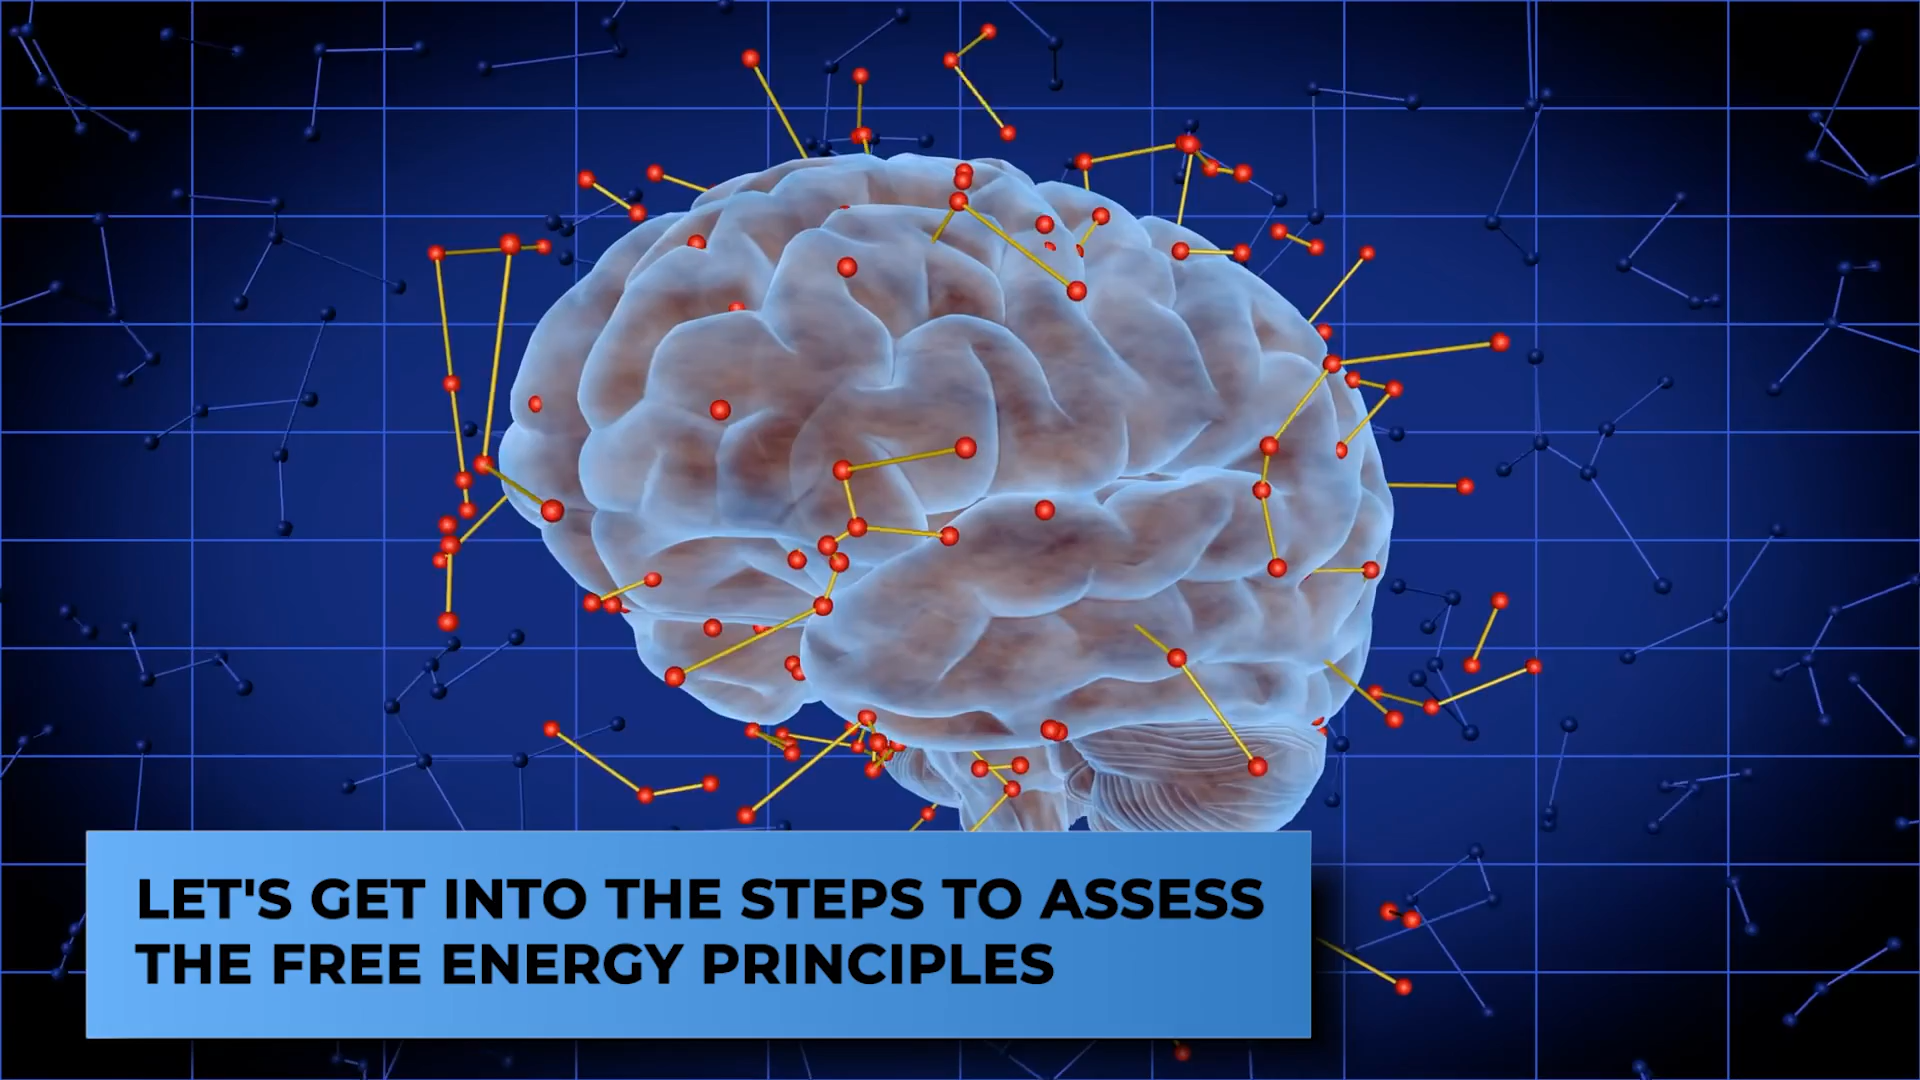 LET'S GET INTO THE STEPS TO ASSESS
THE FREE ENERGY PRINCIPLES